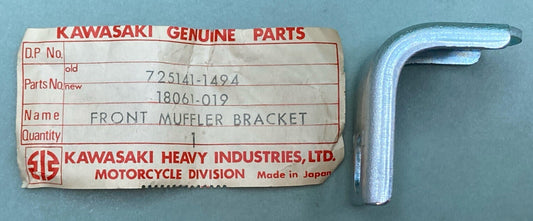 KAWASAKI GENUINE PARTS
O.P No.
old
Parts No. 725141-1494
new 18061-019
Name FRONT MUFFLER BRACKET
Quantity 1
KAWASAKI HEAVY INDUSTRIES, LTD.
MOTORCYCLE DIVISION Made in Japan